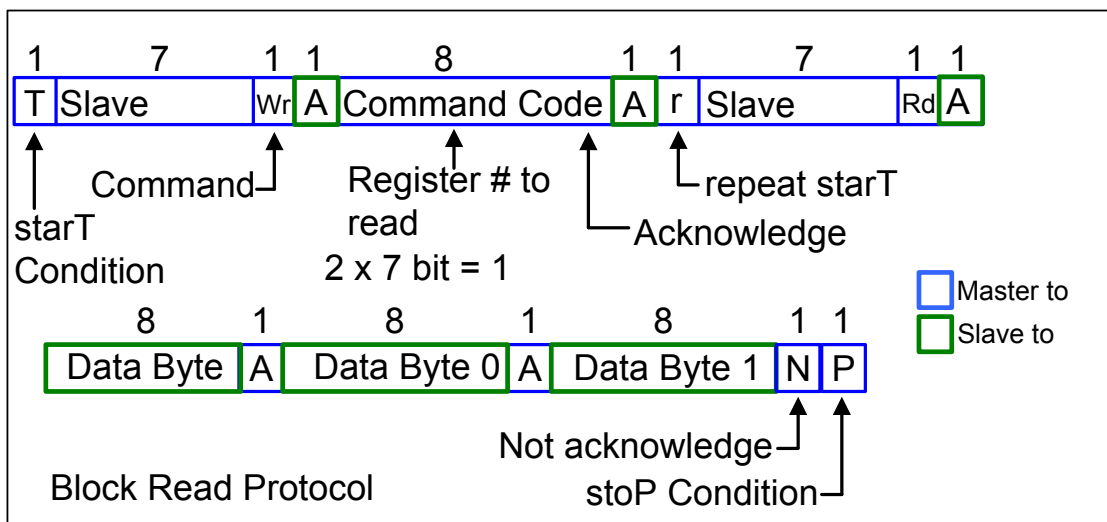 1 7 1 1 8 1 1 7 1 1
T Slave Wr A Command Code A r Slave Rd A
Command
Register # to
read
2 x 7 bit = 1
repeat starT
Acknowledge
starT
Condition
Master to
Slave to
8 1 8 1 8 1 1
Data Byte A Data Byte 0 A Data Byte 1 N P
Not acknowledge
stoP Condition
Block Read Protocol